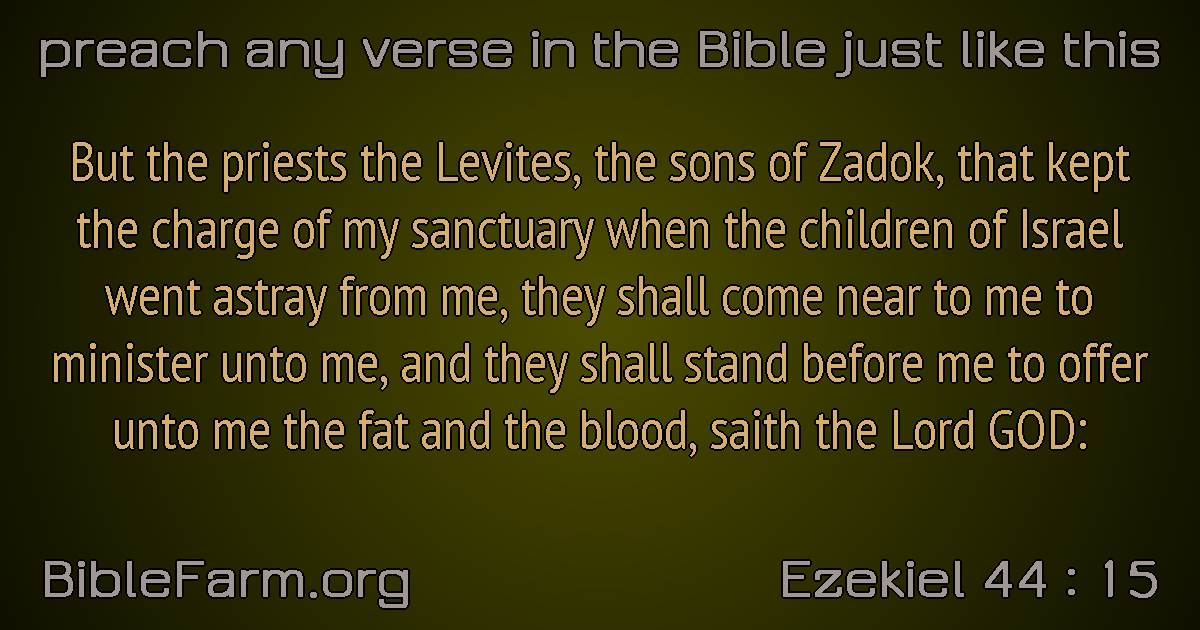 preach any verse in the Bible just like this
But the priests the Levites, the sons of Zadok, that kept
the charge of my sanctuary when the children of Israel
went astray from me, they shall come near to me to
minister unto me, and they shall stand before me to offer
unto me the fat and the blood, saith the Lord GOD:
BibleFarm.org
Ezekiel 44 : 15